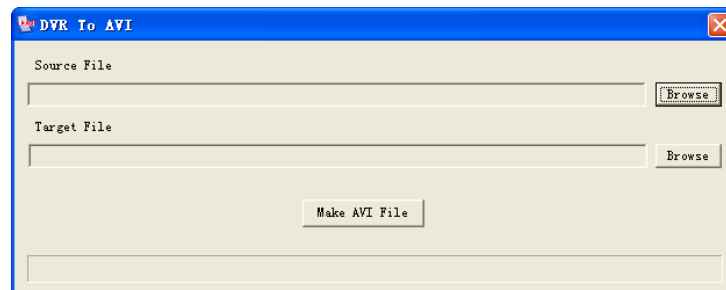 DVR To AVI
Source File
Browse
Target File
Browse
Make AVI File